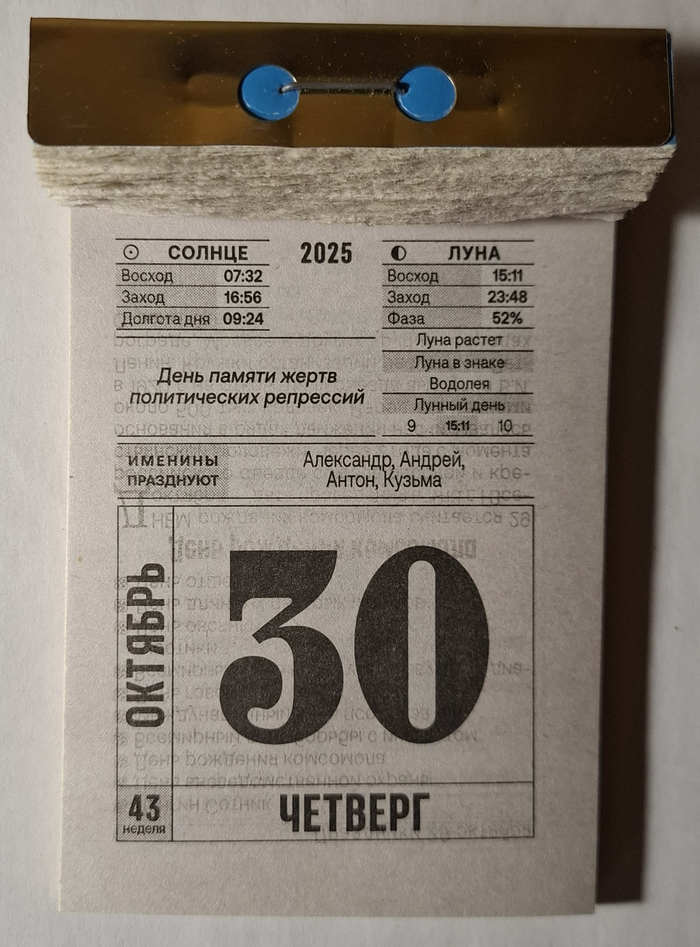 СОЛНЦЕ
Восход 07:32
Заход 16:56
Долгота дня 09:24
2025
ЛУНА
Восход 15:11
Заход 23:48
Фаза 52%
Луна растет
Луна в знаке
Водолея
Лунный день
9 15:11 10
День памяти жертв
политических репрессий
ИМЕНИНЫ
ПРАЗДНУЮТ
Александр, Андрей,
Антон, Кузьма
ОКТЯБРЬ
30
43
неделя
ЧЕТВЕРГ